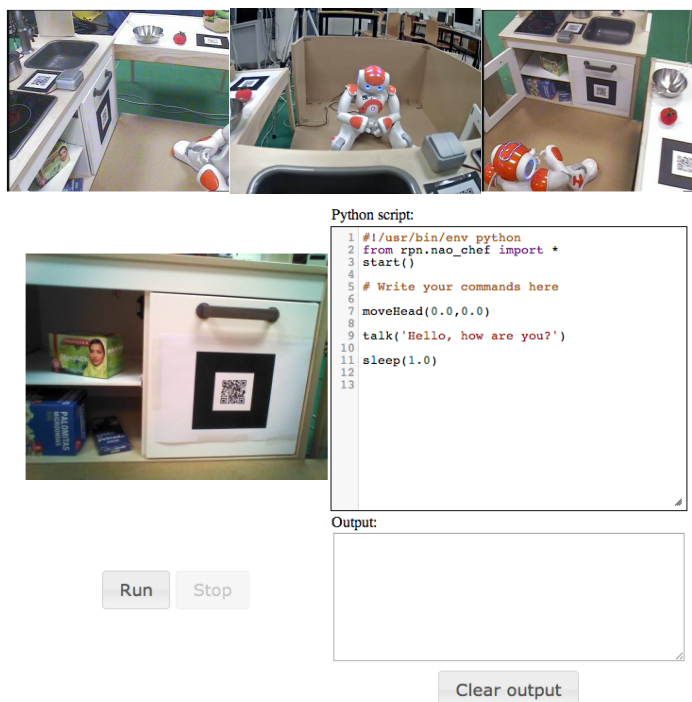 Python script:
1 #!/usr/bin/env python
2 from rpn.nao_chef import *
3 start()
4
5 # Write your commands here
6
7 moveHead(0.0,0.0)
8
9 talk('Hello, how are you?')
10
11 sleep(1.0)
12
13
PALOMITAS
MICROONDAS
Output:
Run Stop
Clear output